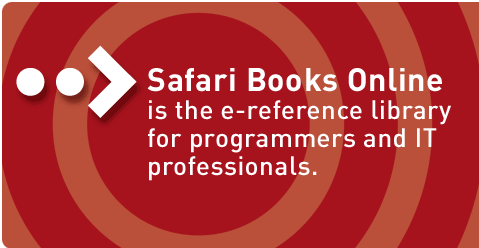 Safari Books Online
is the e-reference library
for programmers and IT
professionals.